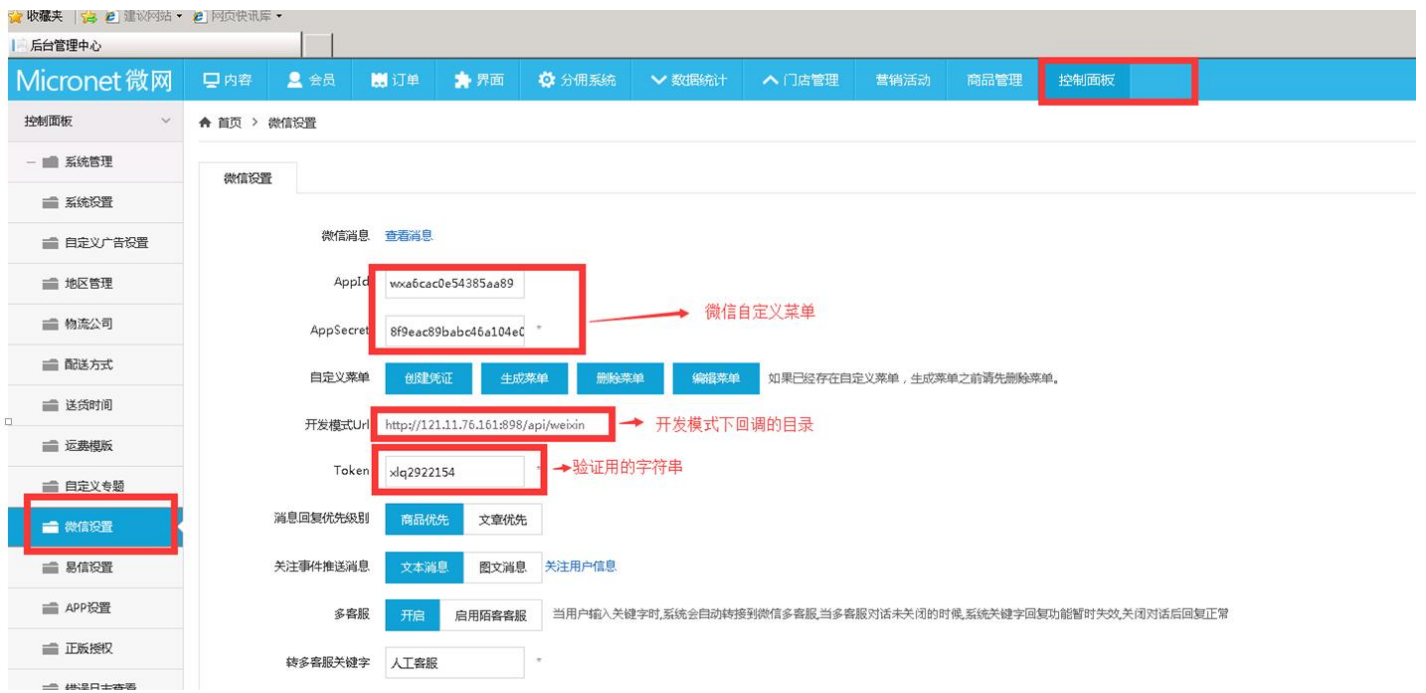 收藏夹 建议网站 网页快讯库
后台管理中心
Micronet 微网 内容 会员 订单 界面 分佣系统 数据统计 门店管理 营销活动 商品管理 控制面板
控制面板 首页 > 微信设置
系统管理
微信设置
系统设置
微信消息 查看消息
自定义广告设置
AppId wxa6cac0e54385aa89
地区管理
微信自定义菜单
物流公司
AppSecret 8f9eac89babc46a104e0 *
配送方式
自定义菜单 创建凭证 生成菜单 删除菜单 编辑菜单 如果已经存在自定义菜单，生成菜单之前请先删除菜单。
送货时间
开发模式Url http://121.11.76.161:898/api/weixin 开发模式下回调的目录
运费模版
Token xlq2922154 * 验证用的字符串
自定义专题
微信设置
消息回复优先级别 商品优先 文章优先
易信设置
关注事件推送消息 文本消息 图文消息 关注用户信息
APP设置
多客服 开启 启用陌客客服 当用户输入关键字时,系统会自动转接到微信多客服,当多客服对话未关闭的时候,系统关键字回复功能暂时失效,关闭对话后回复正常
正版授权
转多客服关键字 人工客服 *
错误日志查看